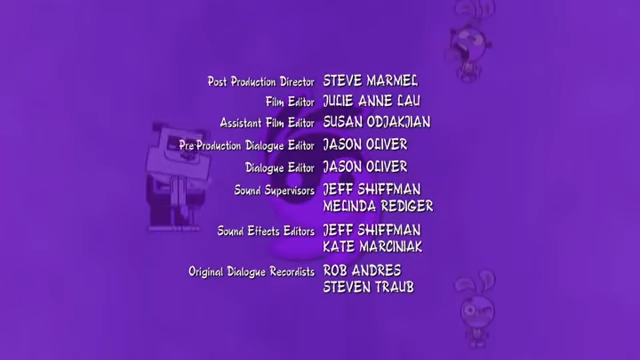 Post Production Director STEVE MARMEL
Film Editor JULIE ANNE LAU
Assistant Film Editor SUSAN ODJAKJIAN
Pre-Production Dialogue Editor JASON OLIVER
Dialogue Editor JASON OLIVER
Sound Supervisors JEFF SHIFFMAN
MELINDA REDIGER
Sound Effects Editors JEFF SHIFFMAN
KATE MARCINIAK
Original Dialogue Recordists ROB ANDRES
STEVEN TRAUB